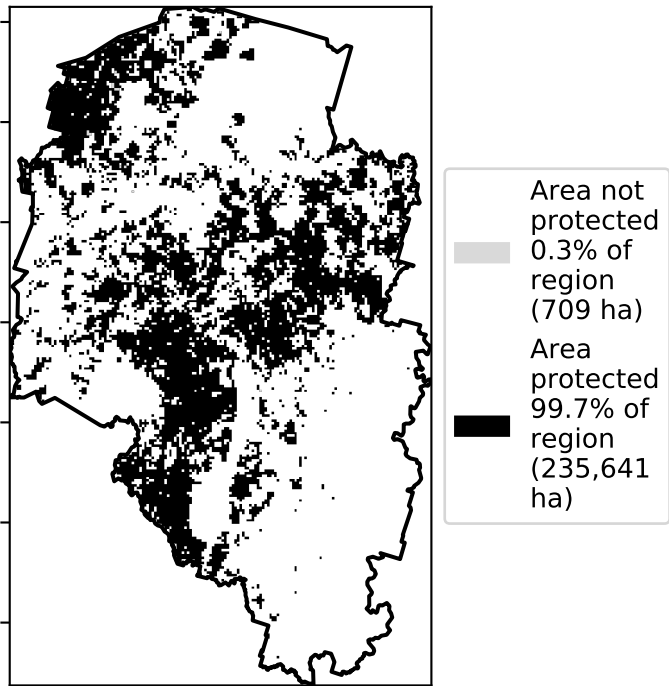 Area not
protected
0.3% of
region
(709 ha)
Area
protected
99.7% of
region
(235,641
ha)